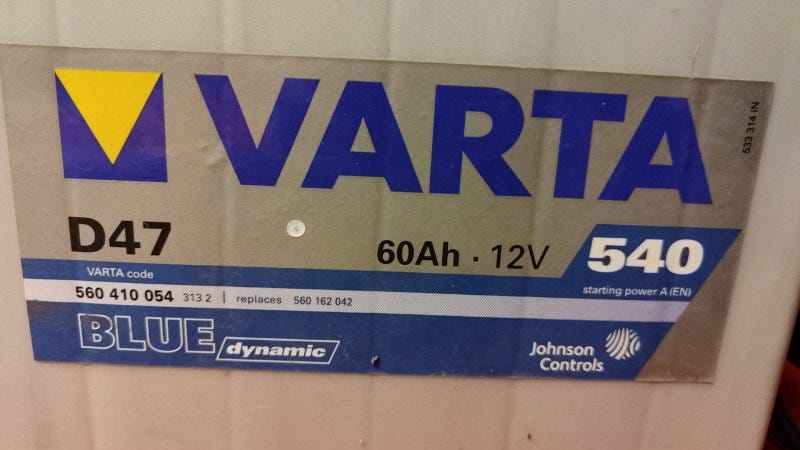 VARTA
533 314 IN
D47
60Ah · 12V
540
VARTA code
starting power A (EN)
560 410 054 313 2 | replaces 560 162 042
BLUE dynamic
Johnson
Controls